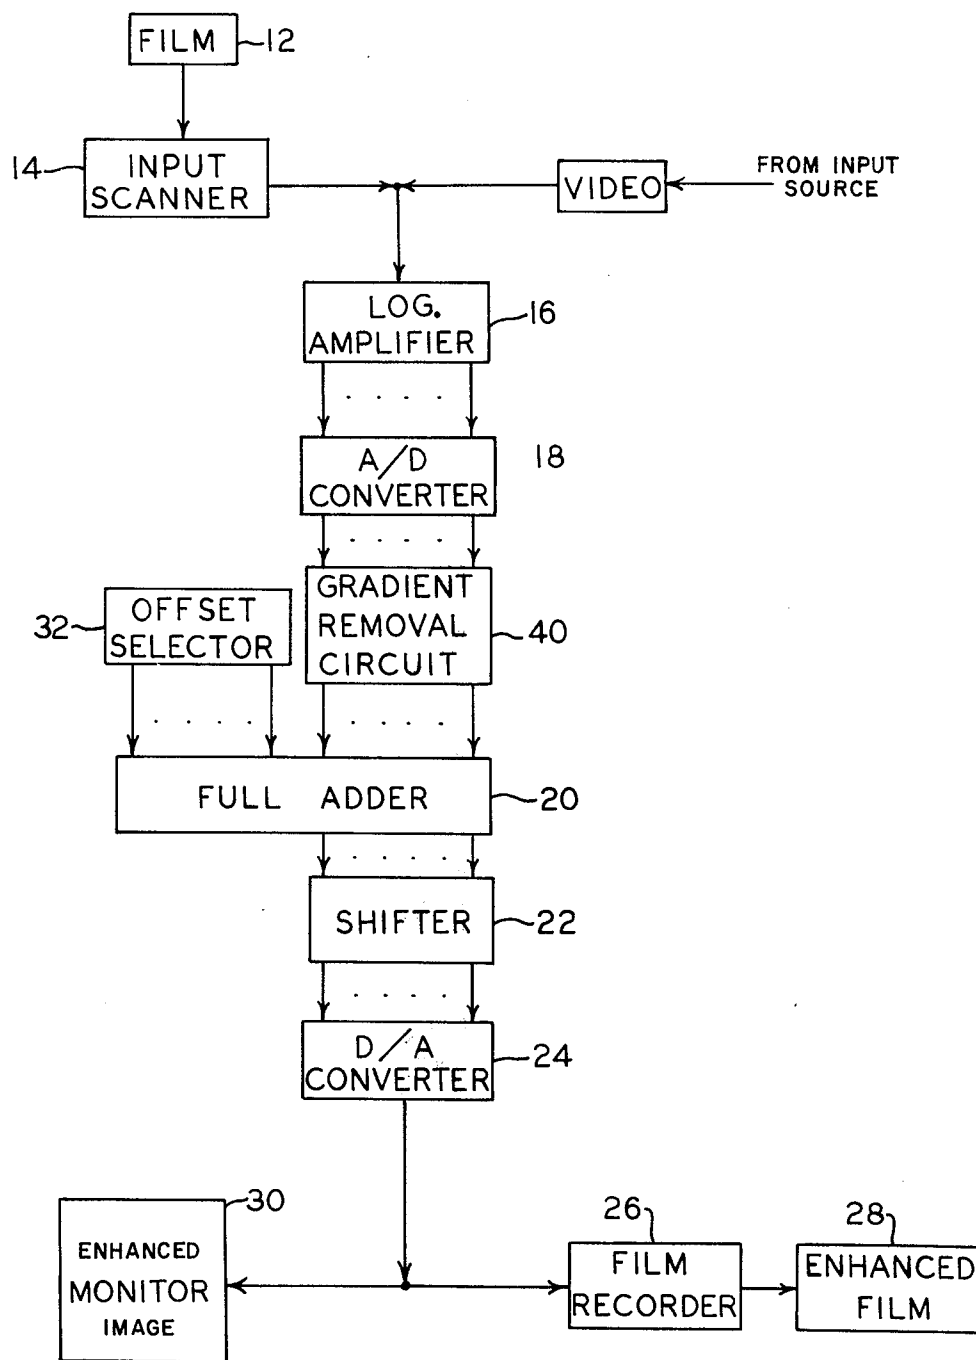 FILM
12
14
INPUT
SCANNER
VIDEO
FROM INPUT
SOURCE
LOG.
AMPLIFIER
16
A/D
CONVERTER
18
32
OFFSET
SELECTOR
GRADIENT
REMOVAL
CIRCUIT
40
FULL ADDER
20
SHIFTER
22
D/A
CONVERTER
24
30
ENHANCED
MONITOR
IMAGE
26
FILM
RECORDER
28
ENHANCED
FILM